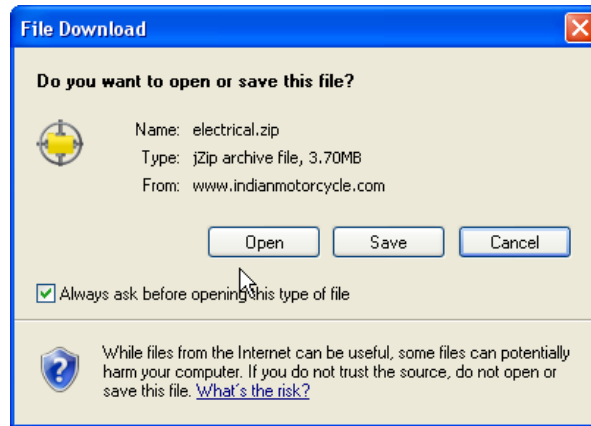 File Download
Do you want to open or save this file?
Name: electrical.zip
Type: jZip archive file, 3.70MB
From: www.indianmotorcycle.com
Open Save Cancel
Always ask before opening this type of file
While files from the Internet can be useful, some files can potentially
harm your computer. If you do not trust the source, do not open or
save this file. What's the risk?